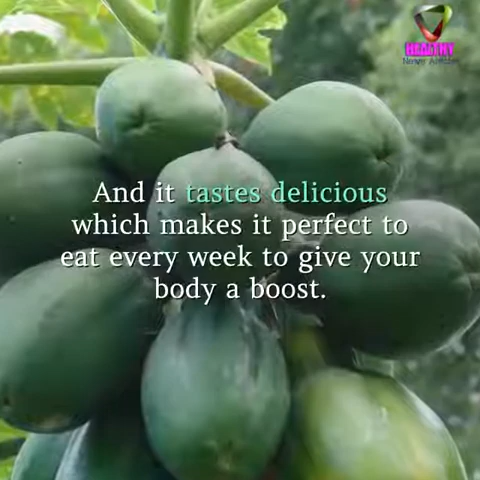 HEALTHY
And it tastes delicious
which makes it perfect to
eat every week to give your
body a boost.